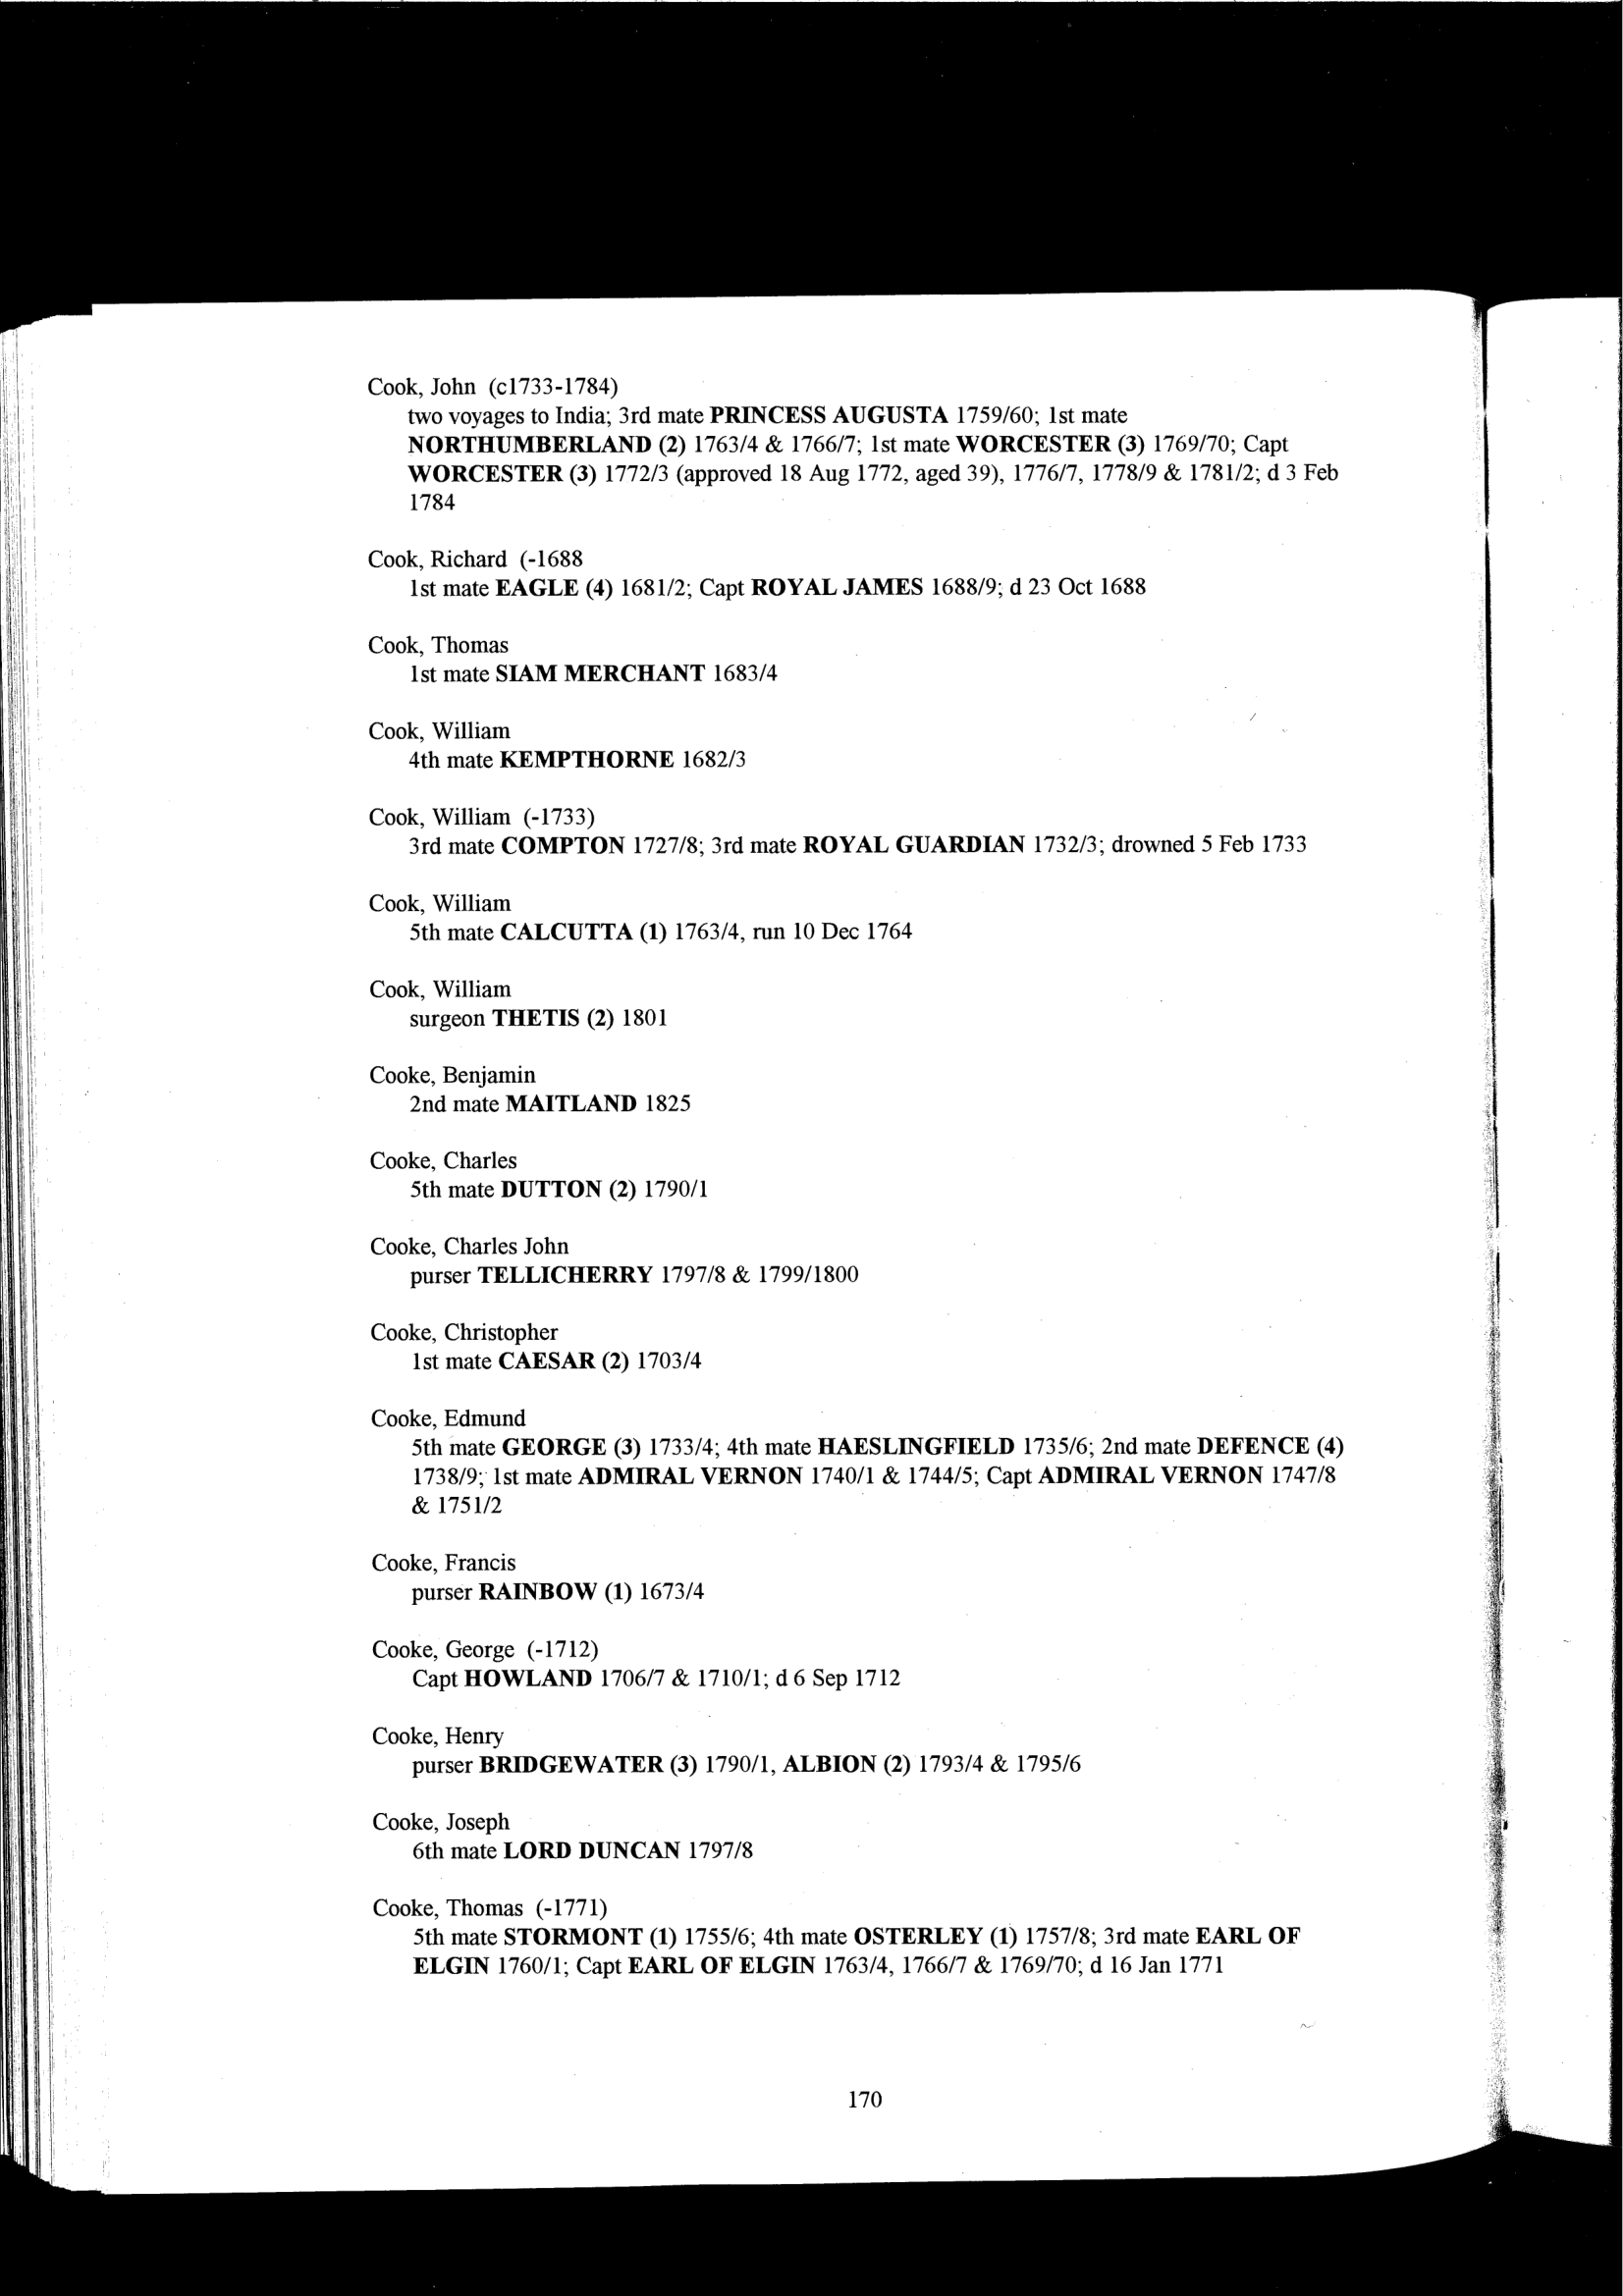 Cook, John (c1733-1784)
two voyages to India; 3rd mate PRINCESS AUGUSTA 1759/60; 1st mate
NORTHUMBERLAND (2) 1763/4 & 1766/7; 1st mate WORCESTER (3) 1769/70; Capt
WORCESTER (3) 1772/3 (approved 18 Aug 1772, aged 39), 1776/7, 1778/9 & 1781/2; d 3 Feb
1784
Cook, Richard (-1688
1st mate EAGLE (4) 1681/2; Capt ROYAL JAMES 1688/9; d 23 Oct 1688
Cook, Thomas
1st mate SIAM MERCHANT 1683/4
Cook, William
4th mate KEMPTHORNE 1682/3
Cook, William (-1733)
3rd mate COMPTON 1727/8; 3rd mate ROYAL GUARDIAN 1732/3; drowned 5 Feb 1733
Cook, William
5th mate CALCUTTA (1) 1763/4, run 10 Dec 1764
Cook, William
surgeon THETIS (2) 1801
Cooke, Benjamin
2nd mate MAITLAND 1825
Cooke, Charles
5th mate DUTTON (2) 1790/1
Cooke, Charles John
purser TELLICHERRY 1797/8 & 1799/1800
Cooke, Christopher
1st mate CAESAR (2) 1703/4
Cooke, Edmund
5th mate GEORGE (3) 1733/4; 4th mate HAESLINGFIELD 1735/6; 2nd mate DEFENCE (4)
1738/9; 1st mate ADMIRAL VERNON 1740/1 & 1744/5; Capt ADMIRAL VERNON 1747/8
& 1751/2
Cooke, Francis
purser RAINBOW (1) 1673/4
Cooke, George (-1712)
Capt HOWLAND 1706/7 & 1710/1; d 6 Sep 1712
Cooke, Henry
purser BRIDGEWATER (3) 1790/1, ALBION (2) 1793/4 & 1795/6
Cooke, Joseph
6th mate LORD DUNCAN 1797/8
Cooke, Thomas (-1771)
5th mate STORMONT (1) 1755/6; 4th mate OSTERLEY (1) 1757/8; 3rd mate EARL OF
ELGIN 1760/1; Capt EARL OF ELGIN 1763/4, 1766/7 & 1769/70; d 16 Jan 1771
170